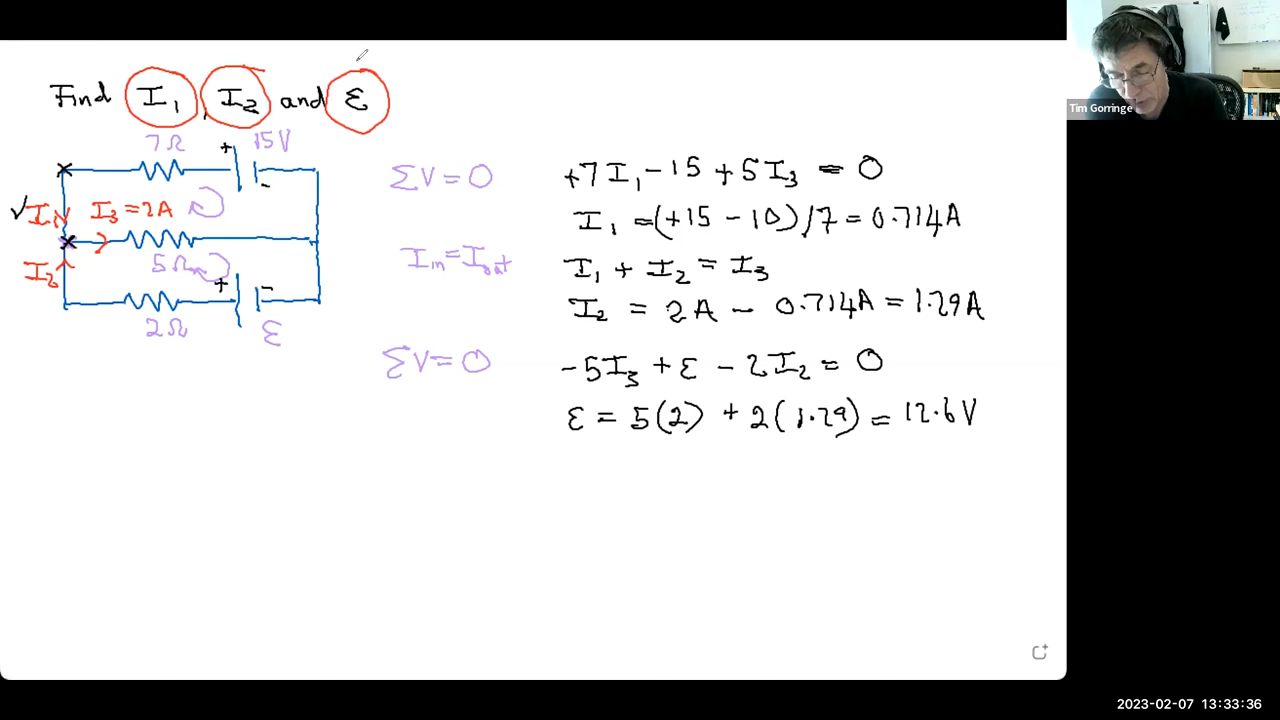 Find I₁, I₂ and ε
7Ω
+
15V
-
I₁
I₃ = 2A
5Ω
I₂
+
-
2Ω
ε
ΣV = 0
+7I₁ - 15 + 5I₃ = 0
I₁ = (+15 - 10)/7 = 0.714A
Iin = Iout
I₁ + I₂ = I₃
I₂ = 2A - 0.714A = 1.29A
ΣV = 0
-5I₃ + ε - 2I₂ = 0
ε = 5(2) + 2(1.29) = 12.6V
Tim Gorringe
2023-02-07 13:33:36